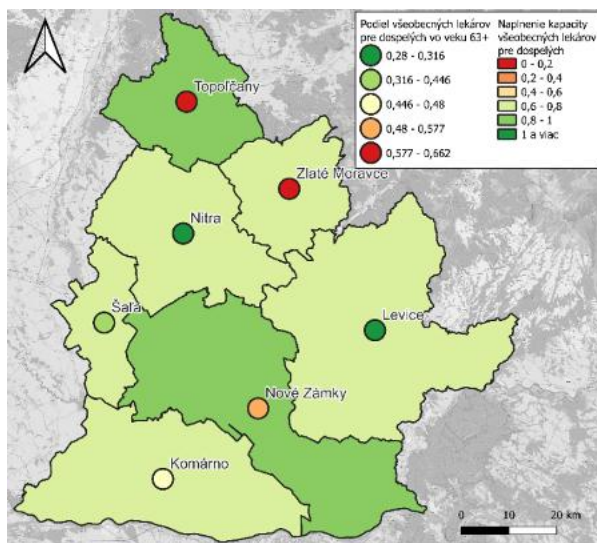 Podiel všeobecných lekárov
pre dospelých vo veku 63+
0,28 - 0,316
0,316 - 0,446
0,446 - 0,48
0,48 - 0,577
0,577 - 0,662
Naplnenie kapacity
všeobecných lekárov
pre dospelých
0 - 0,2
0,2 - 0,4
0,4 - 0,6
0,6 - 0,8
0,8 - 1
1 a viac
Topoľčany
Zlaté Moravce
Nitra
Šaľa
Levice
Nové Zámky
Komárno
0 10 20 km